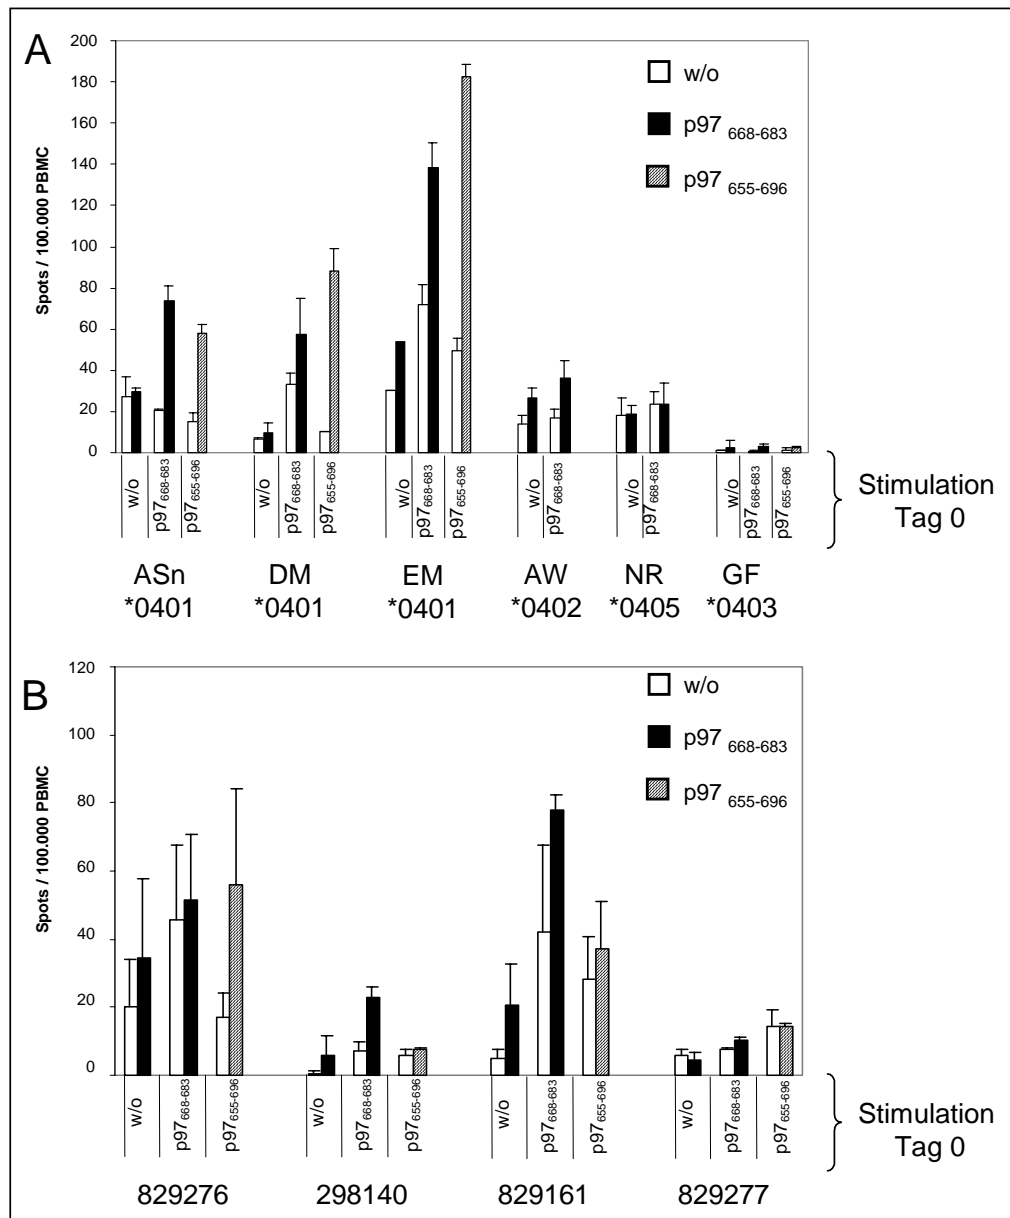 A
200
180
160
140
120
100
80
60
40
20
0
Spots / 100.000 PBMC
w/o
p97 668-683
p97 655-696
w/o p97668-683 p97655-696 w/o p97668-683 p97655-696 w/o p97668-683 p97655-696 w/o p97668-683 w/o p97668-683 w/o p97668-683 p97655-696
Stimulation
Tag 0
ASn DM EM AW NR GF
*0401 *0401 *0401 *0402 *0405 *0403
B
120
100
80
60
40
20
0
Spots / 100.000 PBMC
w/o
p97 668-683
p97 655-696
w/o p97668-683 p97655-696 w/o p97668-683 p97655-696 w/o p97668-683 p97655-696 w/o p97668-683 p97655-696
Stimulation
Tag 0
829276 298140 829161 829277